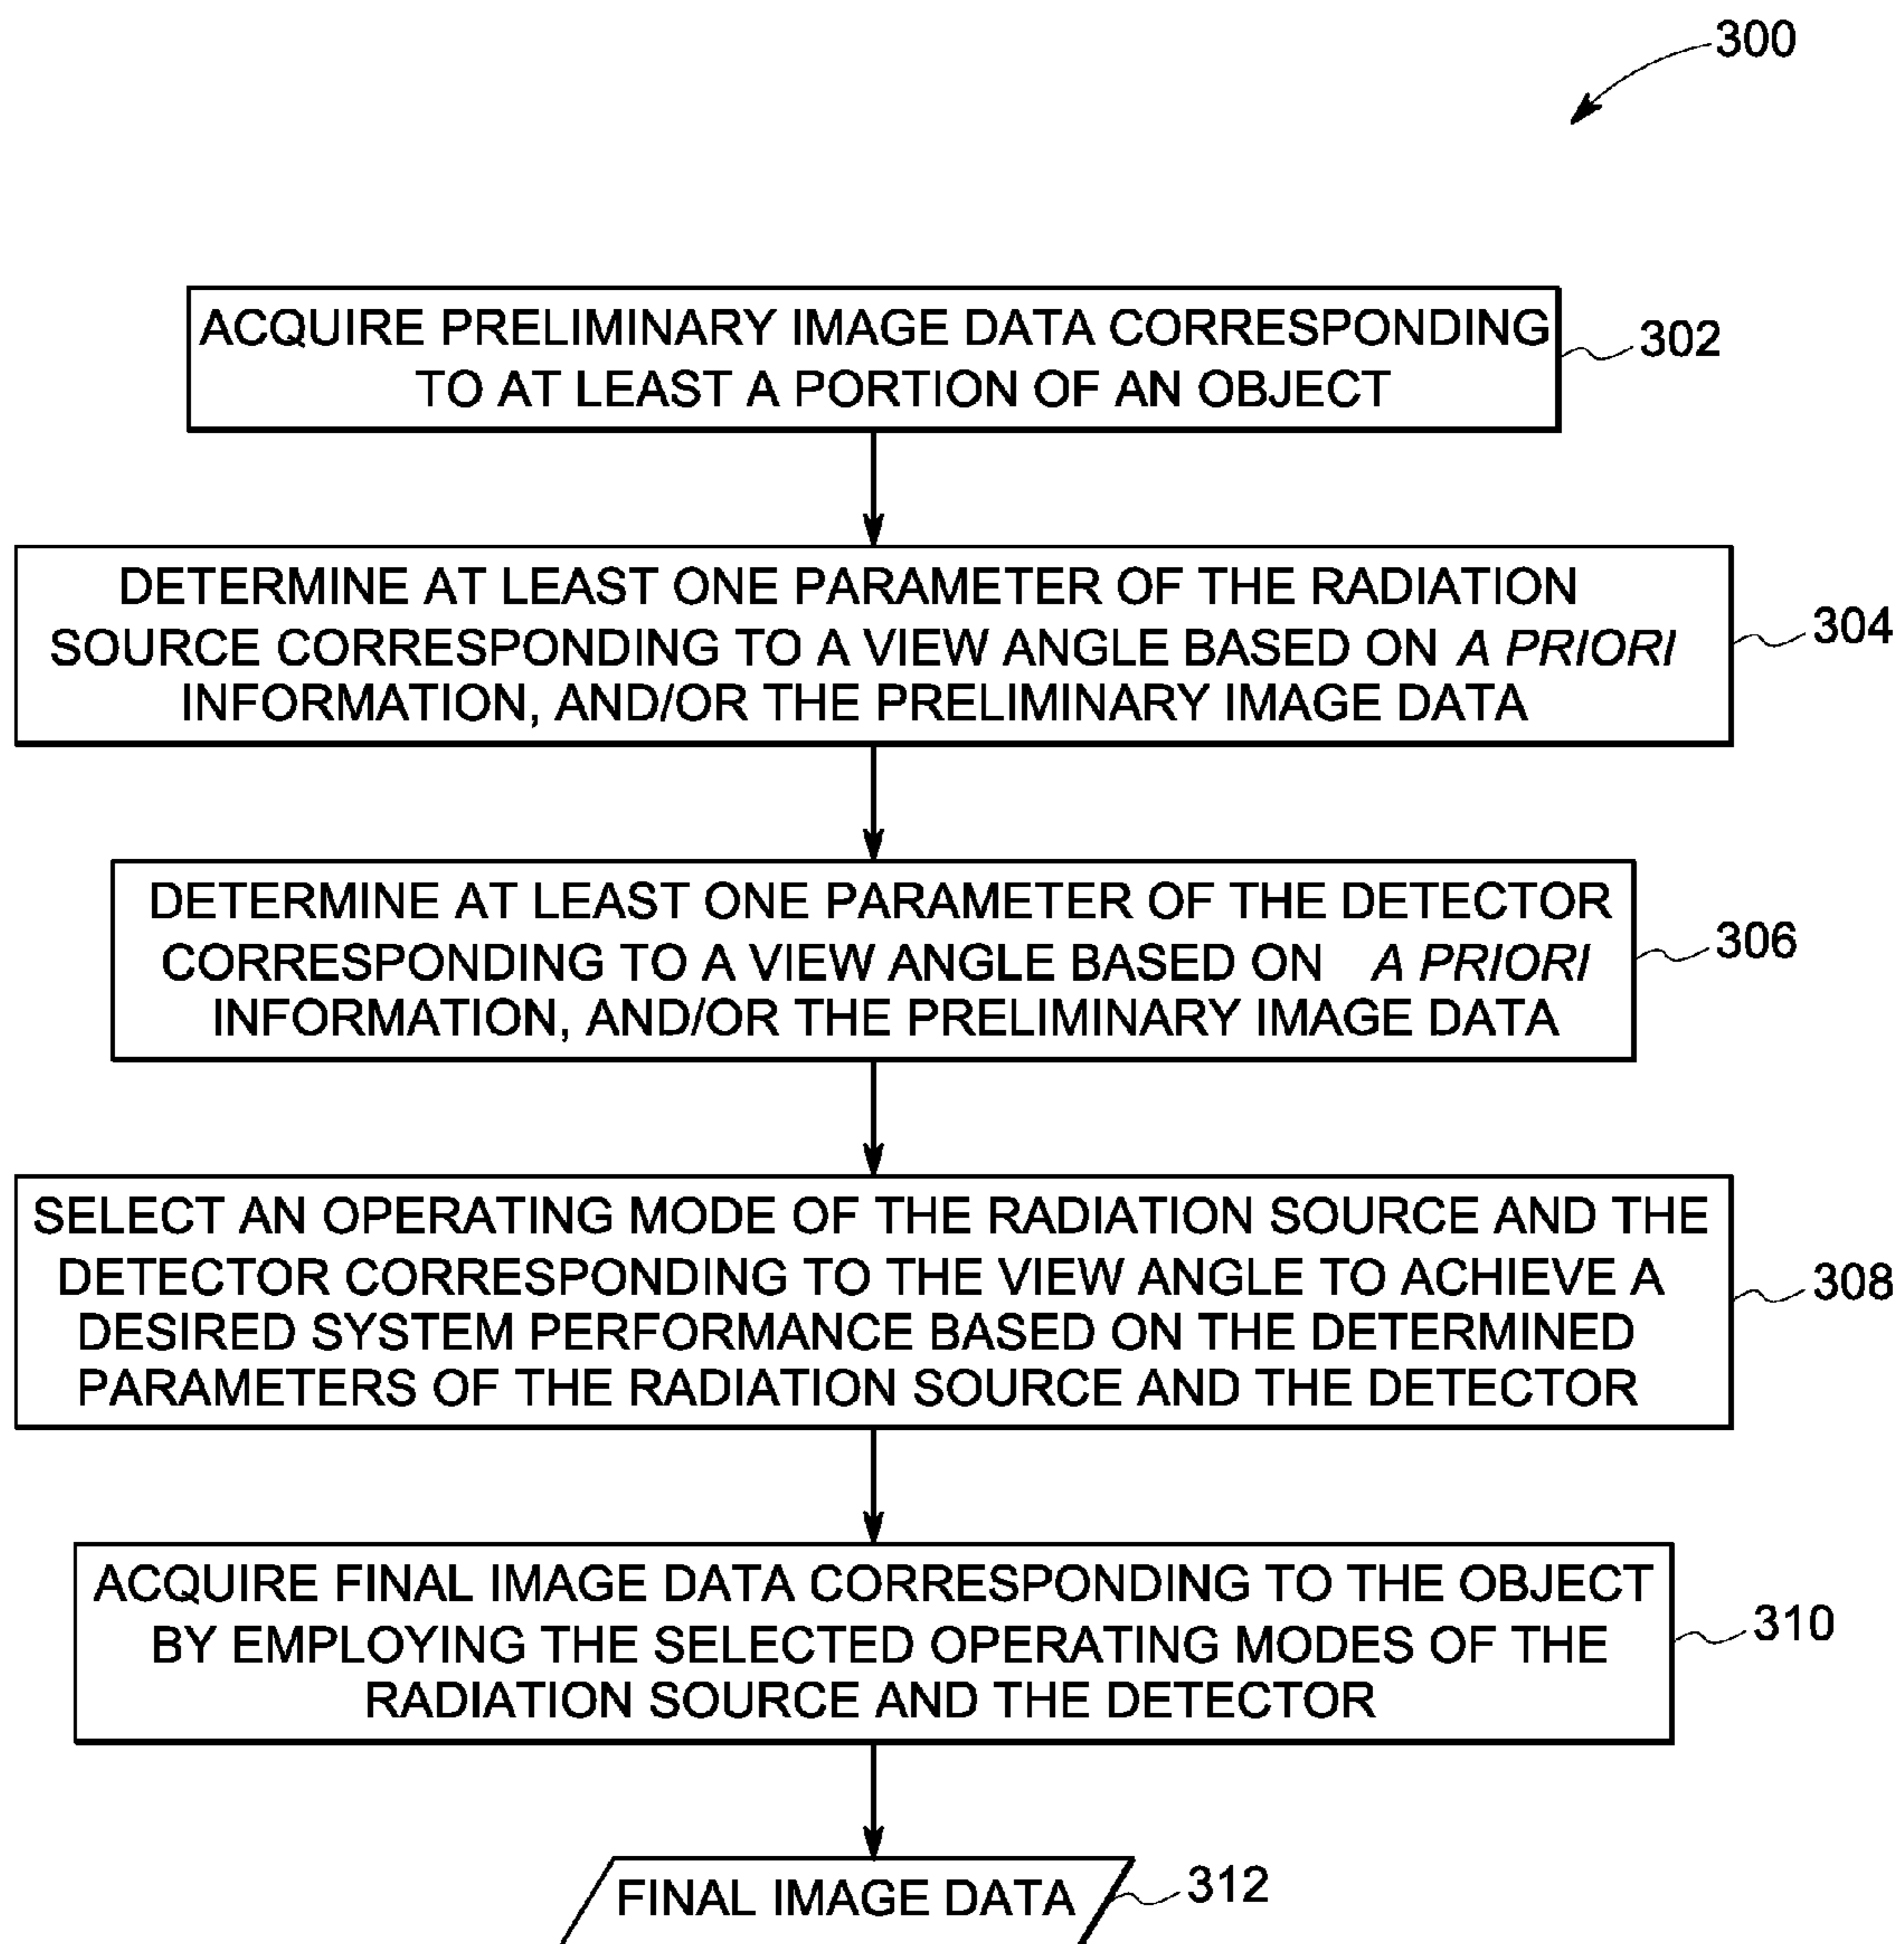 300
ACQUIRE PRELIMINARY IMAGE DATA CORRESPONDING
TO AT LEAST A PORTION OF AN OBJECT
302
DETERMINE AT LEAST ONE PARAMETER OF THE RADIATION
SOURCE CORRESPONDING TO A VIEW ANGLE BASED ON A PRIORI
INFORMATION, AND/OR THE PRELIMINARY IMAGE DATA
304
DETERMINE AT LEAST ONE PARAMETER OF THE DETECTOR
CORRESPONDING TO A VIEW ANGLE BASED ON A PRIORI
INFORMATION, AND/OR THE PRELIMINARY IMAGE DATA
306
SELECT AN OPERATING MODE OF THE RADIATION SOURCE AND THE
DETECTOR CORRESPONDING TO THE VIEW ANGLE TO ACHIEVE A
DESIRED SYSTEM PERFORMANCE BASED ON THE DETERMINED
PARAMETERS OF THE RADIATION SOURCE AND THE DETECTOR
308
ACQUIRE FINAL IMAGE DATA CORRESPONDING TO THE OBJECT
BY EMPLOYING THE SELECTED OPERATING MODES OF THE
RADIATION SOURCE AND THE DETECTOR
310
FINAL IMAGE DATA
312